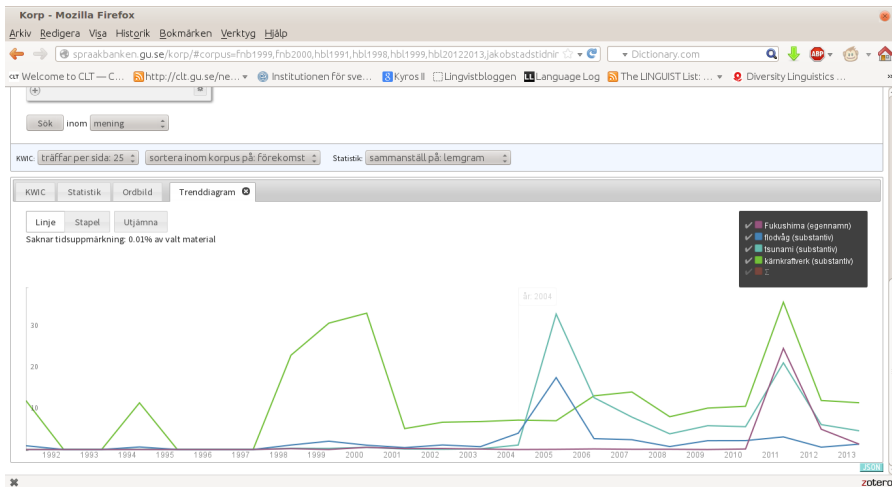 Korp - Mozilla Firefox
Arkiv Redigera Visa Historik Bokmärken Verktyg Hjälp
spraakbanken.gu.se/korp/#corpus=fnb1999,fnb2000,hbl1991,hbl1998,hbl1999,hbl20122013,jakobstadstidnir
Dictionary.com
ABP
CLT Welcome to CLT — C... http://clt.gu.se/ne... Institutionen för sve... 8 Kyros II Lingvistbloggen LL Language Log The LINGUIST List: ... Diversity Linguistics ... »
Sök inom mening
KWIC: träffar per sida: 25 sortera inom korpus på: förekomst Statistik: sammanställ på: lemgram
KWIC Statistik Ordbild Trenddiagram
Linje Stapel Utjämna
Saknar tidsuppmärkning: 0.01% av valt material
Fukushima (egennamn)
flodvåg (substantiv)
tsunami (substantiv)
kärnkraftverk (substantiv)
Σ
år: 2004
30
20
10
1992 1993 1994 1995 1996 1997 1998 1999 2000 2001 2002 2003 2004 2005 2006 2007 2008 2009 2010 2011 2012 2013
JSON
zotero